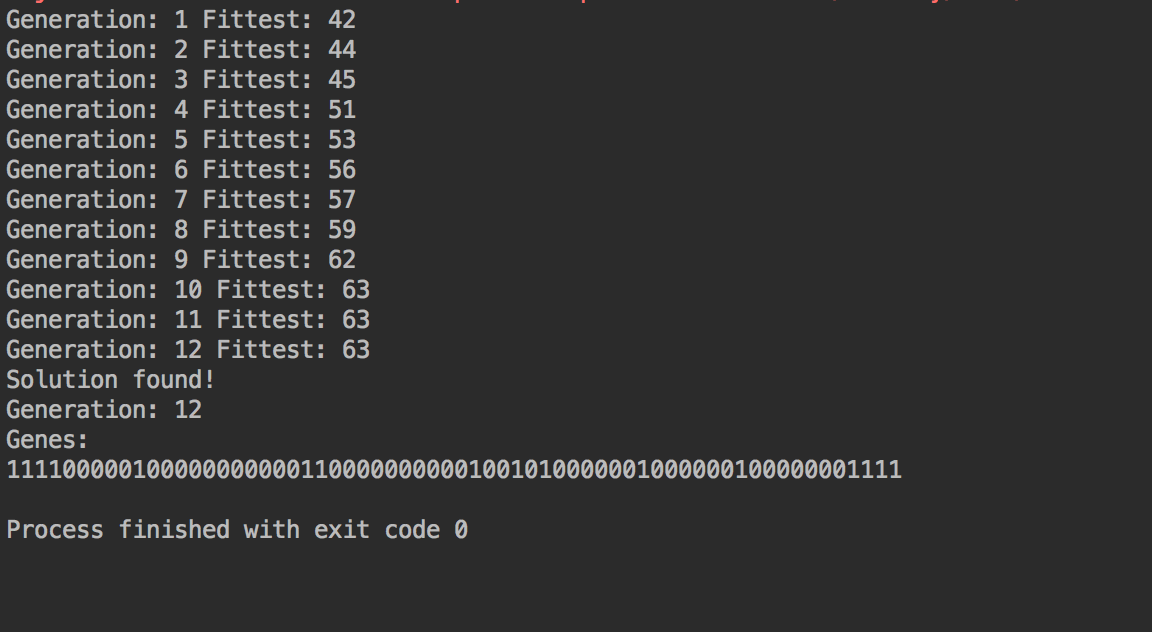 Generation: 1 Fittest: 42
Generation: 2 Fittest: 44
Generation: 3 Fittest: 45
Generation: 4 Fittest: 51
Generation: 5 Fittest: 53
Generation: 6 Fittest: 56
Generation: 7 Fittest: 57
Generation: 8 Fittest: 59
Generation: 9 Fittest: 62
Generation: 10 Fittest: 63
Generation: 11 Fittest: 63
Generation: 12 Fittest: 63
Solution found!
Generation: 12
Genes:
1111000001000000000001100000000001001010000001000000100000001111
Process finished with exit code 0